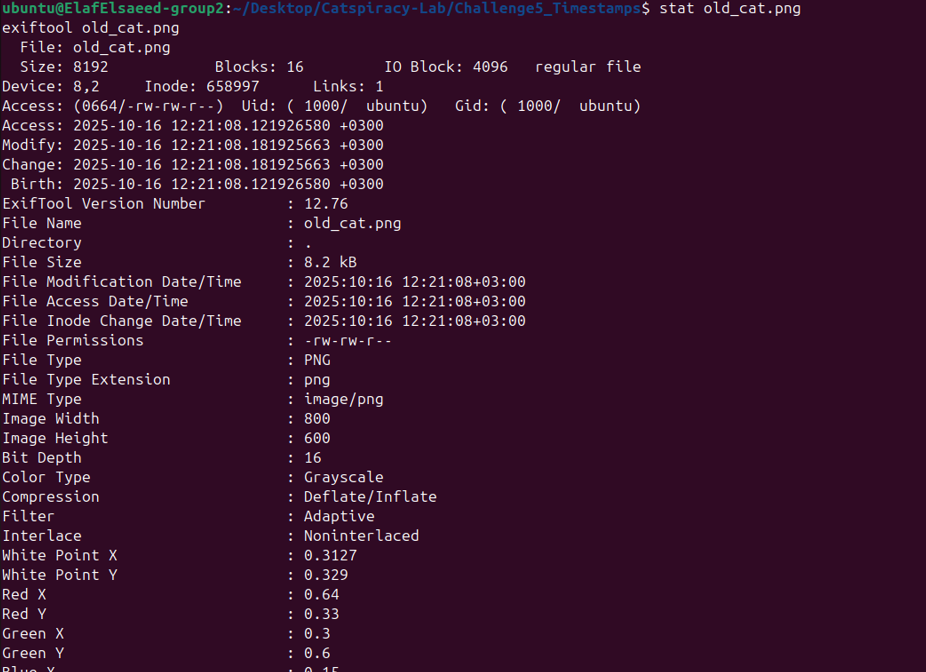 ubuntu@ElafElsaeed-group2:~/Desktop/Catspiracy-Lab/Challenge5_Timestamps$ stat old_cat.png
exiftool old_cat.png
  File: old_cat.png
  Size: 8192            Blocks: 16         IO Block: 4096   regular file
Device: 8,2     Inode: 658997      Links: 1
Access: (0664/-rw-rw-r--)  Uid: ( 1000/  ubuntu)   Gid: ( 1000/  ubuntu)
Access: 2025-10-16 12:21:08.121926580 +0300
Modify: 2025-10-16 12:21:08.181925663 +0300
Change: 2025-10-16 12:21:08.181925663 +0300
 Birth: 2025-10-16 12:21:08.121926580 +0300
ExifTool Version Number         : 12.76
File Name                       : old_cat.png
Directory                       : .
File Size                       : 8.2 kB
File Modification Date/Time     : 2025:10:16 12:21:08+03:00
File Access Date/Time           : 2025:10:16 12:21:08+03:00
File Inode Change Date/Time     : 2025:10:16 12:21:08+03:00
File Permissions                : -rw-rw-r--
File Type                       : PNG
File Type Extension             : png
MIME Type                       : image/png
Image Width                     : 800
Image Height                    : 600
Bit Depth                       : 16
Color Type                      : Grayscale
Compression                     : Deflate/Inflate
Filter                          : Adaptive
Interlace                       : Noninterlaced
White Point X                   : 0.3127
White Point Y                   : 0.329
Red X                           : 0.64
Red Y                           : 0.33
Green X                         : 0.3
Green Y                         : 0.6
Blue X                          : 0.15